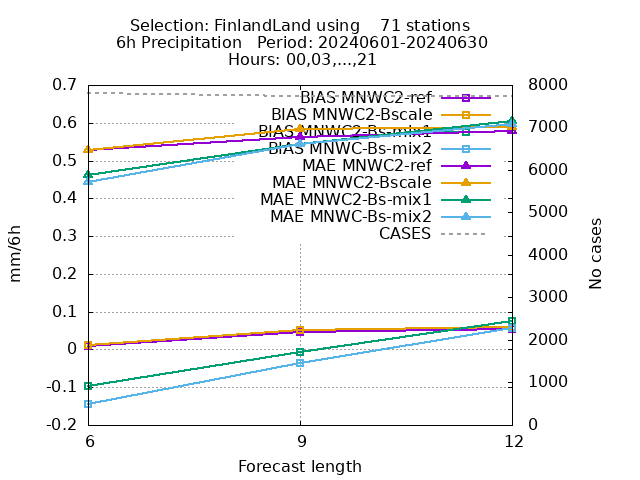 Selection: FinlandLand using    71 stations
6h Precipitation   Period: 20240601-20240630
Hours: 00,03,...,21
0.7
0.6
0.5
0.4
0.3
0.2
0.1
0
-0.1
-0.2
mm/6h
BIAS MNWC2-ref
BIAS MNWC2-Bscale
BIAS MNWC2-Bs-mix1
BIAS MNWC-Bs-mix2
MAE MNWC2-ref
MAE MNWC2-Bscale
MAE MNWC2-Bs-mix1
MAE MNWC-Bs-mix2
CASES
8000
7000
6000
5000
4000
3000
2000
1000
0
No cases
6 9 12
Forecast length